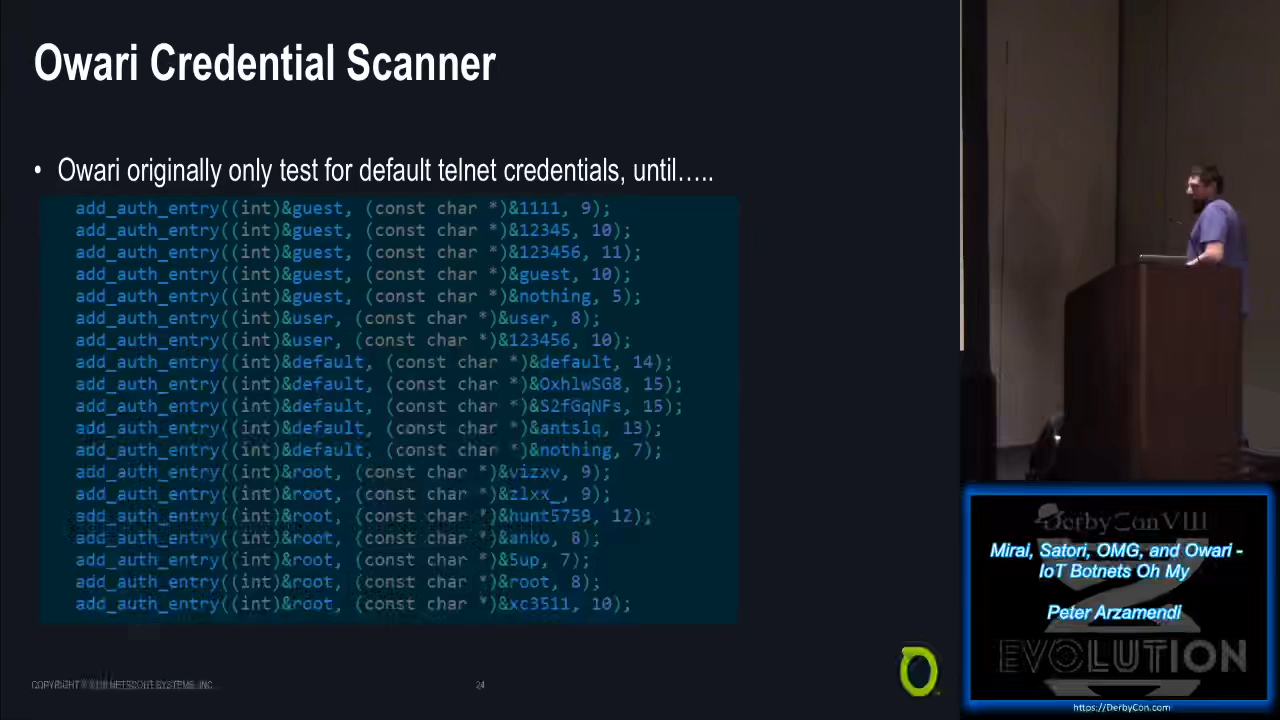 Owari Credential Scanner
• Owari originally only test for default telnet credentials, until…..
add_auth_entry((int)&guest, (const char *)&1111, 9);
add_auth_entry((int)&guest, (const char *)&12345, 10);
add_auth_entry((int)&guest, (const char *)&123456, 11);
add_auth_entry((int)&guest, (const char *)&guest, 10);
add_auth_entry((int)&guest, (const char *)&nothing, 5);
add_auth_entry((int)&user, (const char *)&user, 8);
add_auth_entry((int)&user, (const char *)&123456, 10);
add_auth_entry((int)&default, (const char *)&default, 14);
add_auth_entry((int)&default, (const char *)&OxhlwSG8, 15);
add_auth_entry((int)&default, (const char *)&S2fGqNFs, 15);
add_auth_entry((int)&default, (const char *)&antslq, 13);
add_auth_entry((int)&default, (const char *)&nothing, 7);
add_auth_entry((int)&root, (const char *)&vizxv, 9);
add_auth_entry((int)&root, (const char *)&zlxx_, 9);
add_auth_entry((int)&root, (const char *)&hunt5759, 12);
add_auth_entry((int)&root, (const char *)&anko, 8);
add_auth_entry((int)&root, (const char *)&5up, 7);
add_auth_entry((int)&root, (const char *)&root, 8);
add_auth_entry((int)&root, (const char *)&xc3511, 10);
COPYRIGHT NETSCOUT SYSTEMS, INC
24
DerbyCon VIII
Mirai, Satori, OMG, and Owari -
IoT Botnets Oh My
Peter Arzamendi
EVOLUTION
https://DerbyCon.com